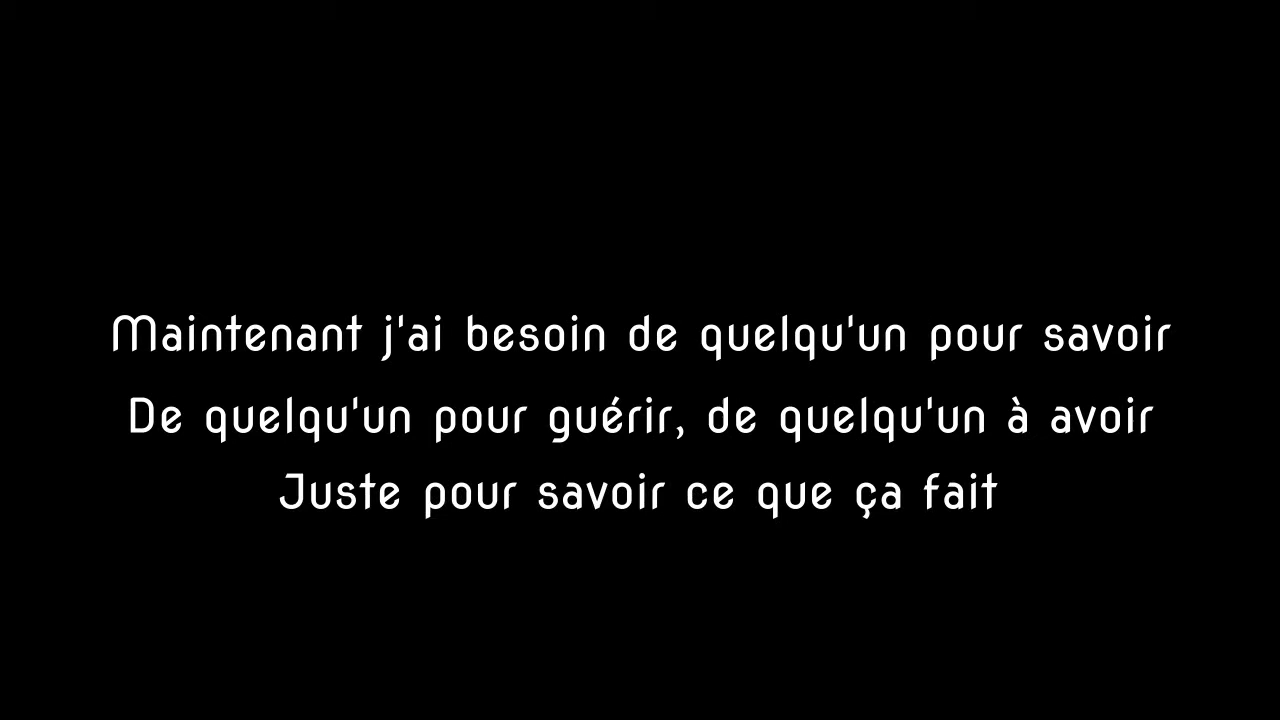 Maintenant j'ai besoin de quelqu'un pour savoir
De quelqu'un pour guérir, de quelqu'un à avoir
Juste pour savoir ce que ça fait